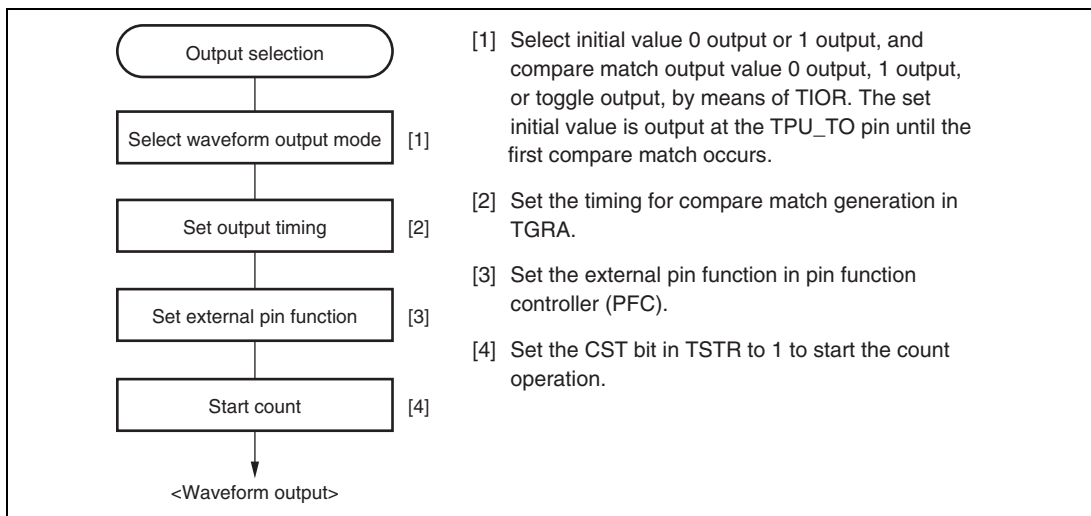 Output selection
Select waveform output mode [1]
Set output timing [2]
Set external pin function [3]
Start count [4]
<Waveform output>
[1] Select initial value 0 output or 1 output, and
compare match output value 0 output, 1 output,
or toggle output, by means of TIOR. The set
initial value is output at the TPU_TO pin until the
first compare match occurs.
[2] Set the timing for compare match generation in
TGRA.
[3] Set the external pin function in pin function
controller (PFC).
[4] Set the CST bit in TSTR to 1 to start the count
operation.